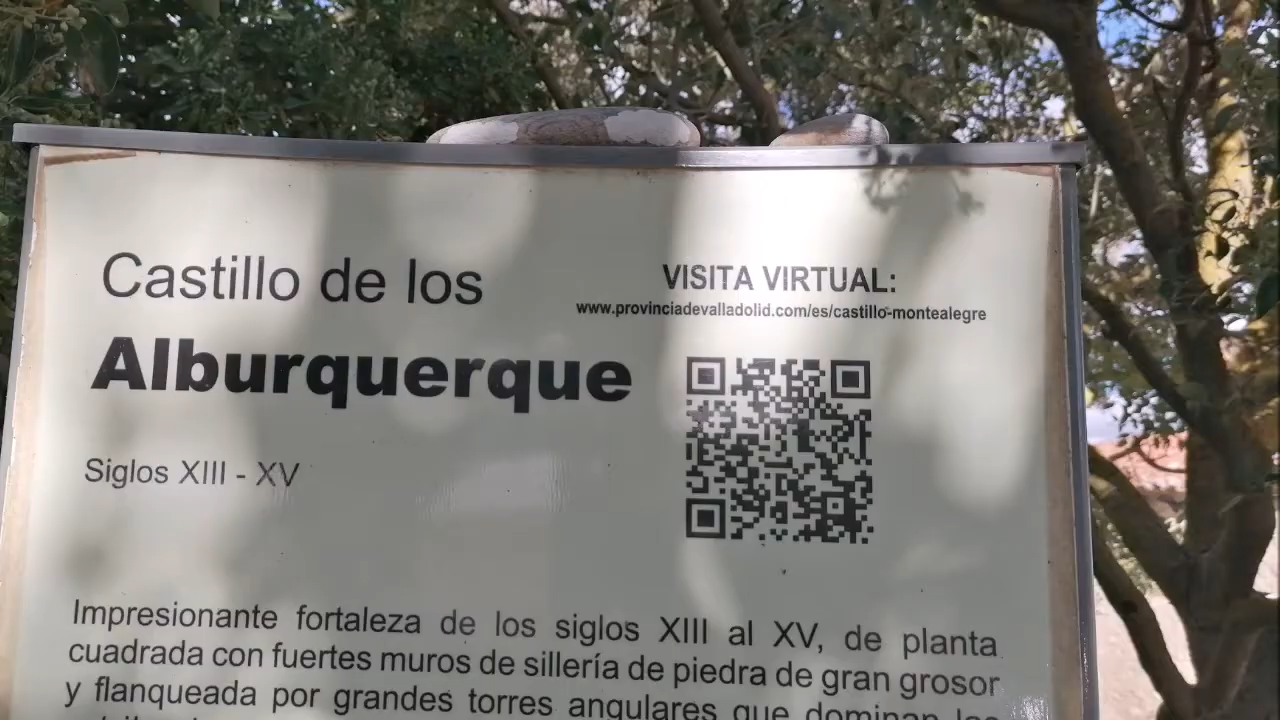 Castillo de los
Alburquerque
Siglos XIII - XV
VISITA VIRTUAL:
www.provinciadevalladolid.com/es/castillo-montealegre
Impresionante fortaleza de los siglos XIII al XV, de planta
cuadrada con fuertes muros de sillería de piedra de gran grosor
y flanqueada por grandes torres angulares que dominan las